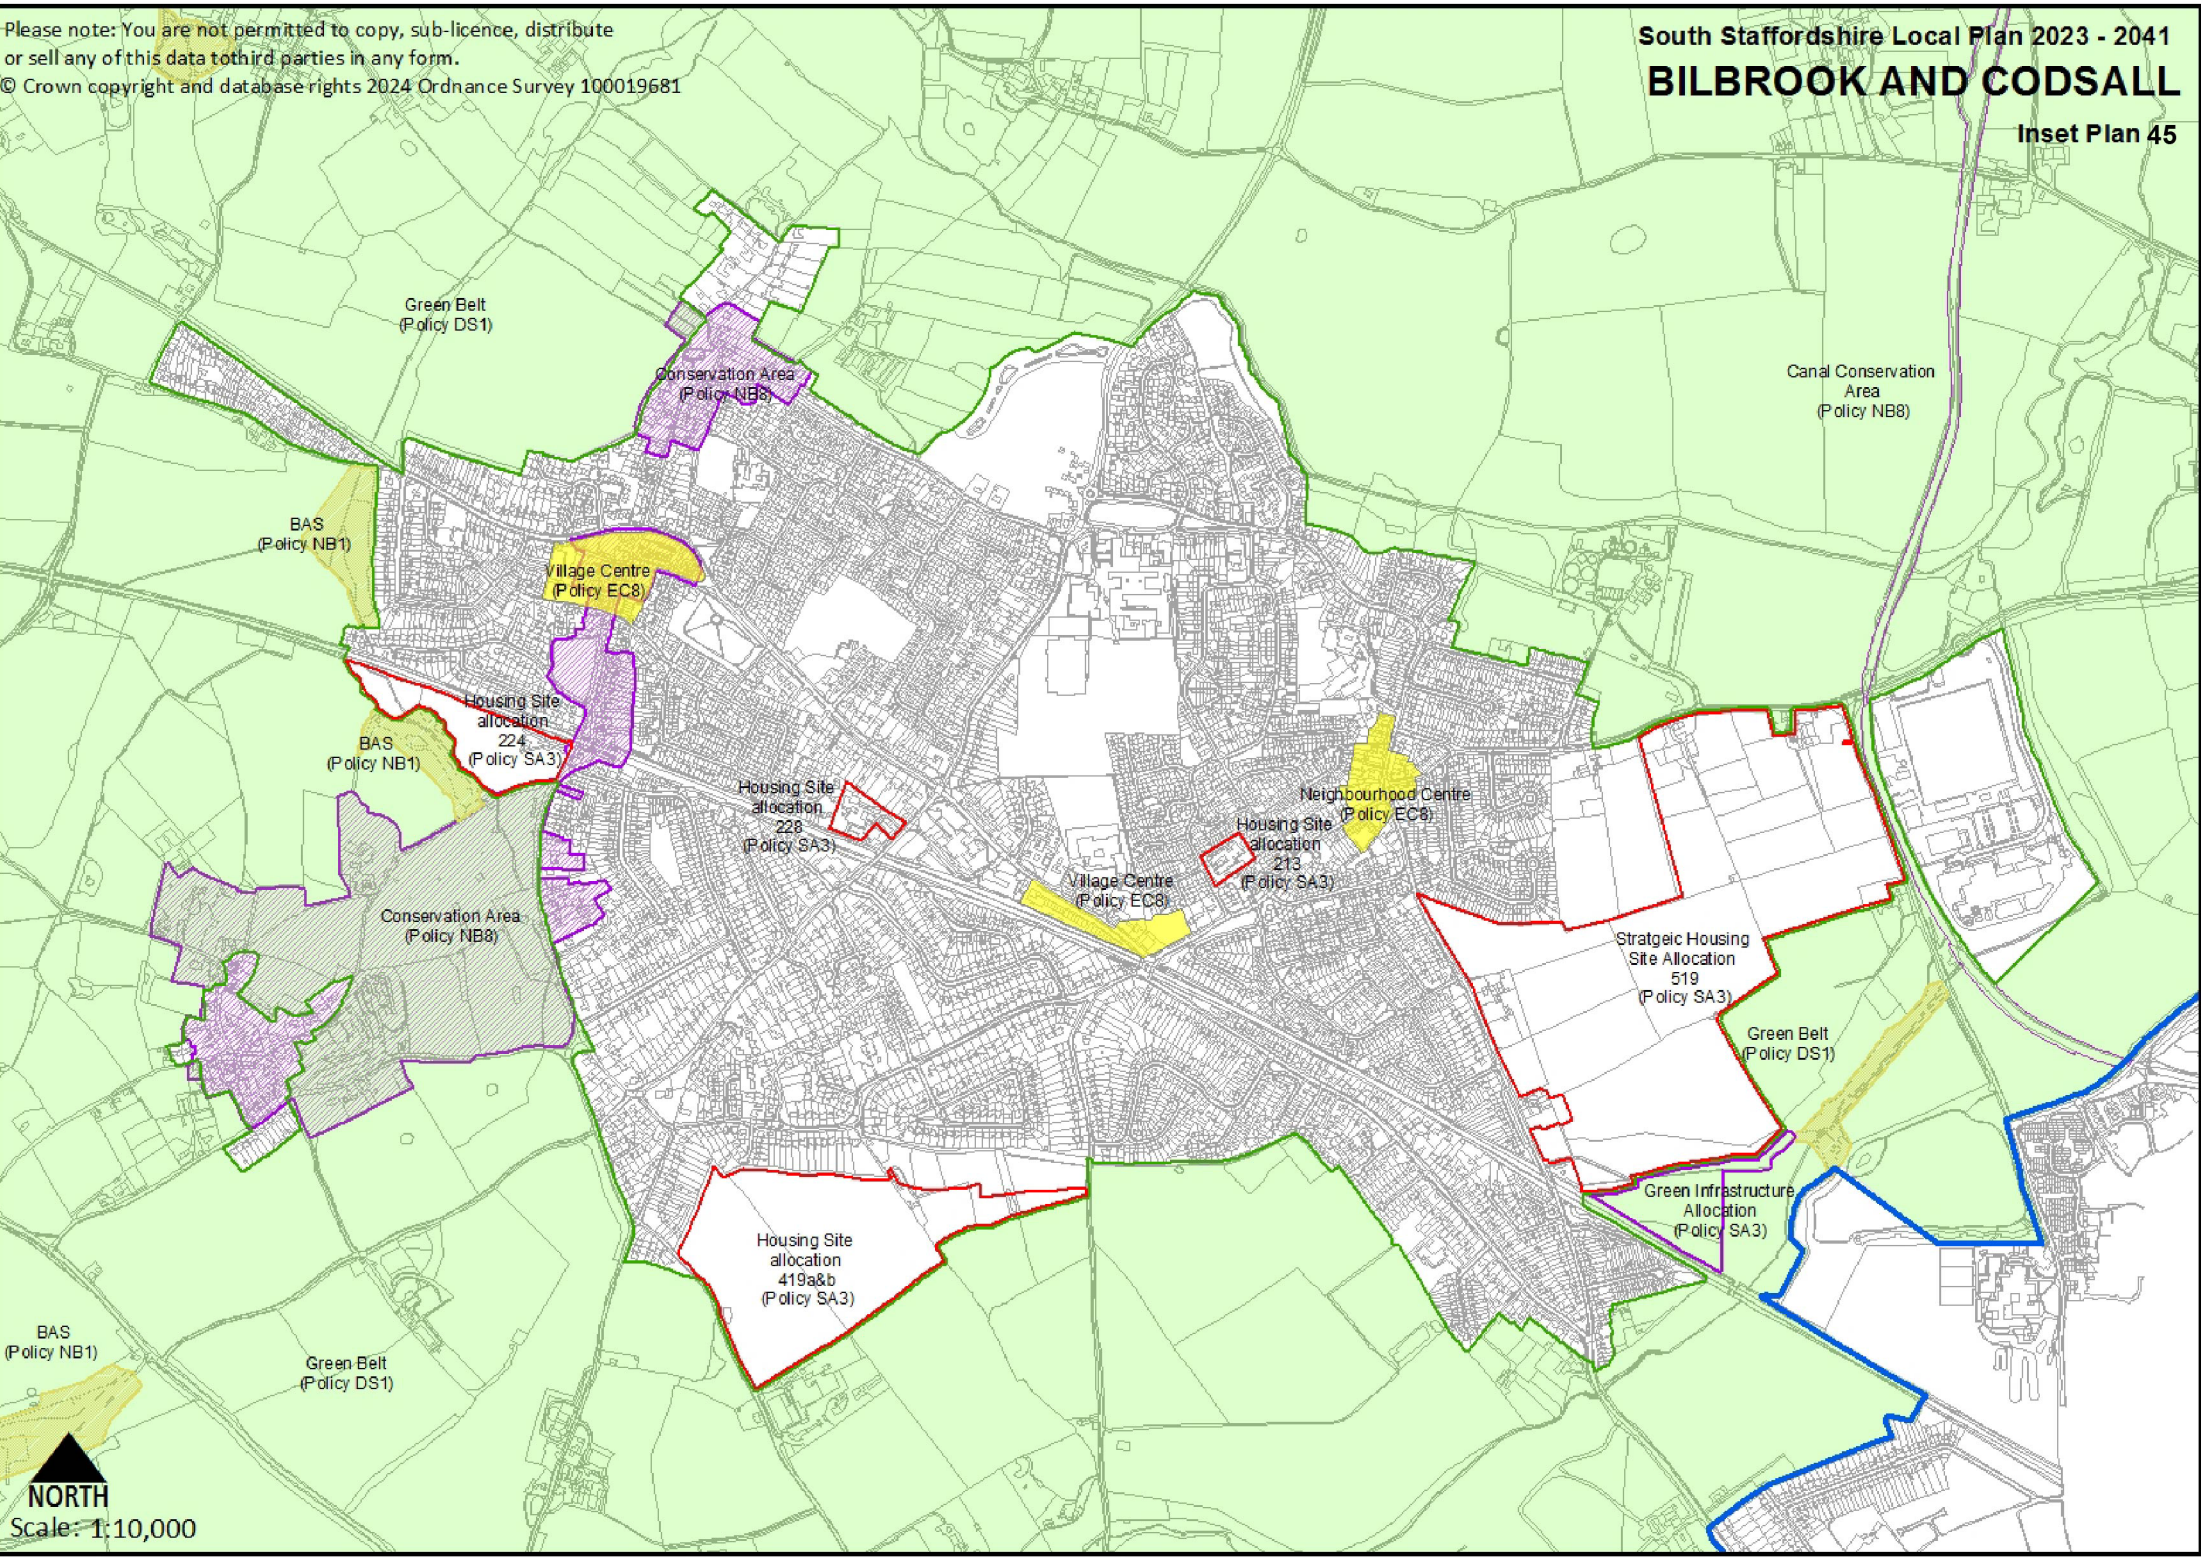 Please note: You are not permitted to copy, sub-licence, distribute
or sell any of this data tothird parties in any form.
© Crown copyright and database rights 2024 Ordnance Survey 100019681
South Staffordshire Local Plan 2023 - 2041
BILBROOK AND CODSALL
Inset Plan 45
Green Belt
(Policy DS1)
Conservation Area
(Policy NB8)
Canal Conservation
Area
(Policy NB8)
BAS
(Policy NB1)
Village Centre
(Policy EC8)
Housing Site
allocation
224
(Policy SA3)
BAS
(Policy NB1)
Housing Site
allocation
228
(Policy SA3)
Neighbourhood Centre
(Policy EC8)
Housing Site
allocation
213
(Policy SA3)
Village Centre
(Policy EC8)
Conservation Area
(Policy NB8)
Stratgeic Housing
Site Allocation
519
(Policy SA3)
Green Belt
(Policy DS1)
Green Infrastructure
Allocation
(Policy SA3)
Housing Site
allocation
419a&b
(Policy SA3)
BAS
(Policy NB1)
Green Belt
(Policy DS1)
NORTH
Scale: 1:10,000